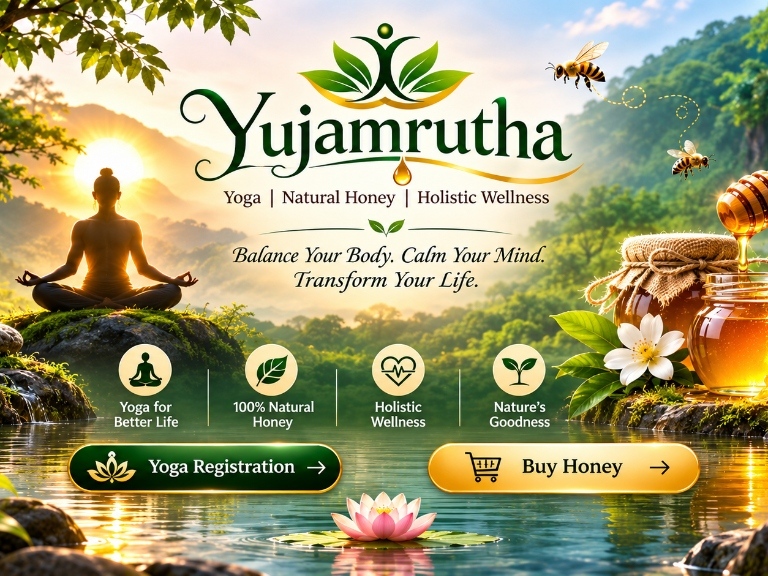 Yujamrutha
Yoga | Natural Honey | Holistic Wellness
Balance Your Body. Calm Your Mind.
Transform Your Life.
Yoga for
Better Life
100% Natural
Honey
Holistic
Wellness
Nature's
Goodness
Yoga Registration →
Buy Honey →